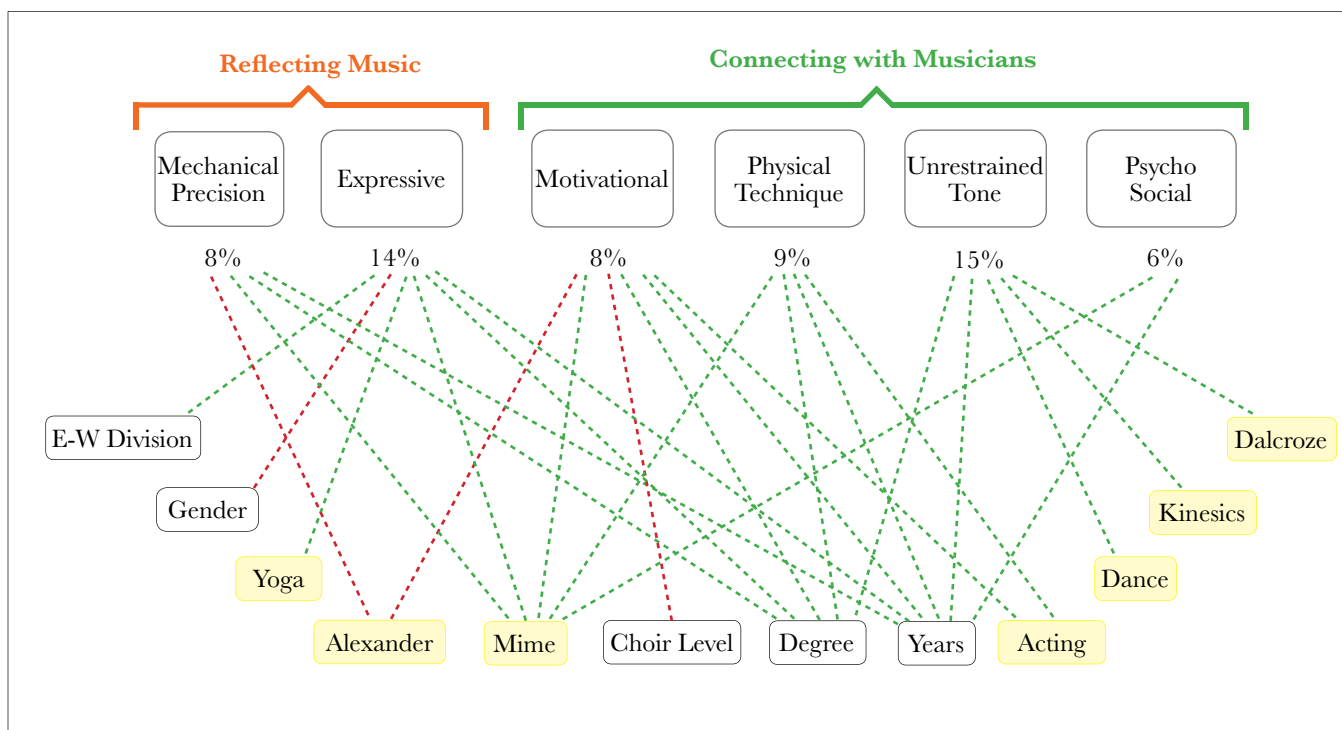 Reflecting Music
Connecting with Musicians
Mechanical
Precision
Expressive
Motivational
Physical
Technique
Unrestrained
Tone
Psycho
Social
8%
14%
8%
9%
15%
6%
E-W Division
Dalcroze
Gender
Kinesics
Yoga
Dance
Alexander
Mime
Choir Level
Degree
Years
Acting